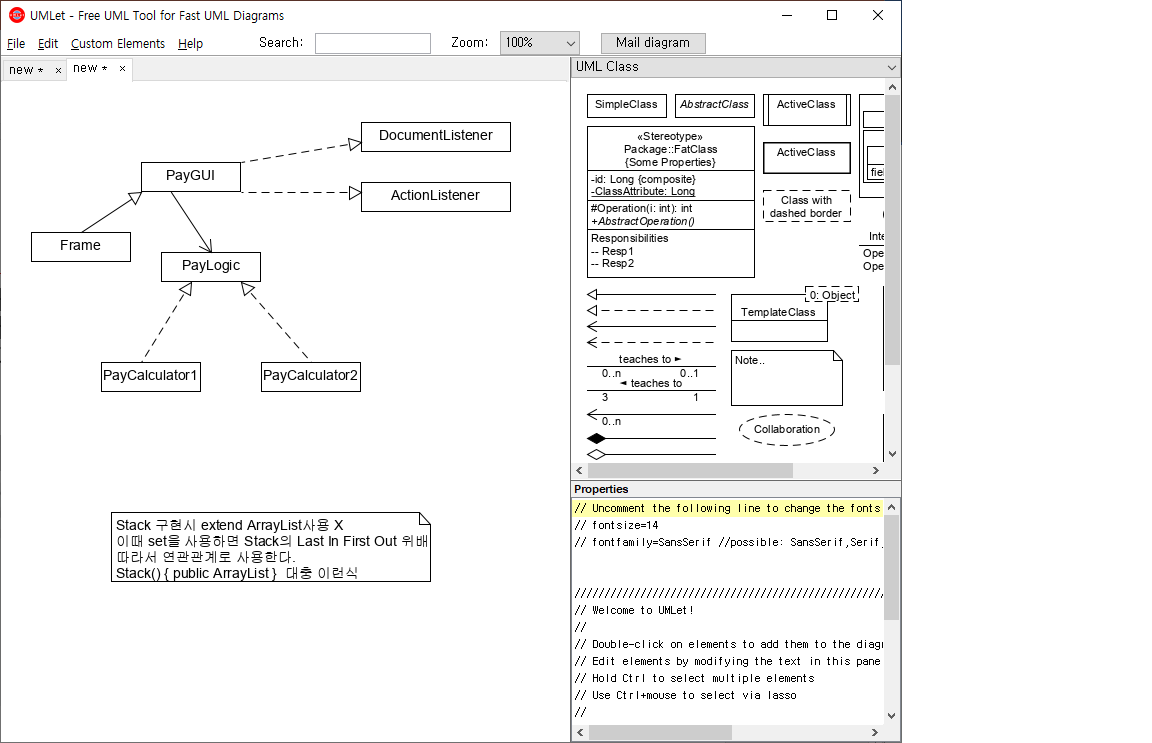 UMLet - Free UML Tool for Fast UML Diagrams
File Edit Custom Elements Help Search: Zoom: 100% Mail diagram
new * × new * ×
DocumentListener
PayGUI
ActionListener
Frame
PayLogic
PayCalculator1 PayCalculator2
Stack 구현시 extend ArrayList사용 X
이때 set을 사용하면 Stack의 Last In First Out 위배
따라서 연관관계로 사용한다.
Stack() { public ArrayList } 대충 이런식
UML Class
SimpleClass AbstractClass ActiveClass
«Stereotype»
Package::FatClass
{Some Properties}
-id: Long {composite}
-ClassAttribute: Long
#Operation(i: int): int
+AbstractOperation()
Responsibilities
-- Resp1
-- Resp2
ActiveClass
Class with
dashed border
fiel
Inte
Ope
Ope
0: Object
TemplateClass
teaches to ►
0..n 0..1
◄ teaches to
3 1
0..n
Note..
Collaboration
Properties
// Uncomment the following line to change the fonts
// fontsize=14
// fontfamily=SansSerif //possible: SansSerif,Serif,
////////////////////////////////////////////////////
// Welcome to UMLet!
//
// Double-click on elements to add them to the diagr
// Edit elements by modifying the text in this pane
// Hold Ctrl to select multiple elements
// Use Ctrl+mouse to select via lasso
//